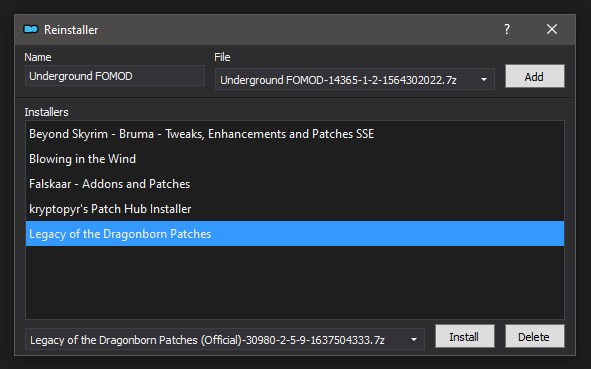 Reinstaller
?
Name
File
Underground FOMOD
Underground FOMOD-14365-1-2-1564302022.7z
Add
Installers
Beyond Skyrim - Bruma - Tweaks, Enhancements and Patches SSE
Blowing in the Wind
Falskaar - Addons and Patches
kryptopyr's Patch Hub Installer
Legacy of the Dragonborn Patches
Legacy of the Dragonborn Patches (Official)-30980-2-5-9-1637504333.7z
Install
Delete